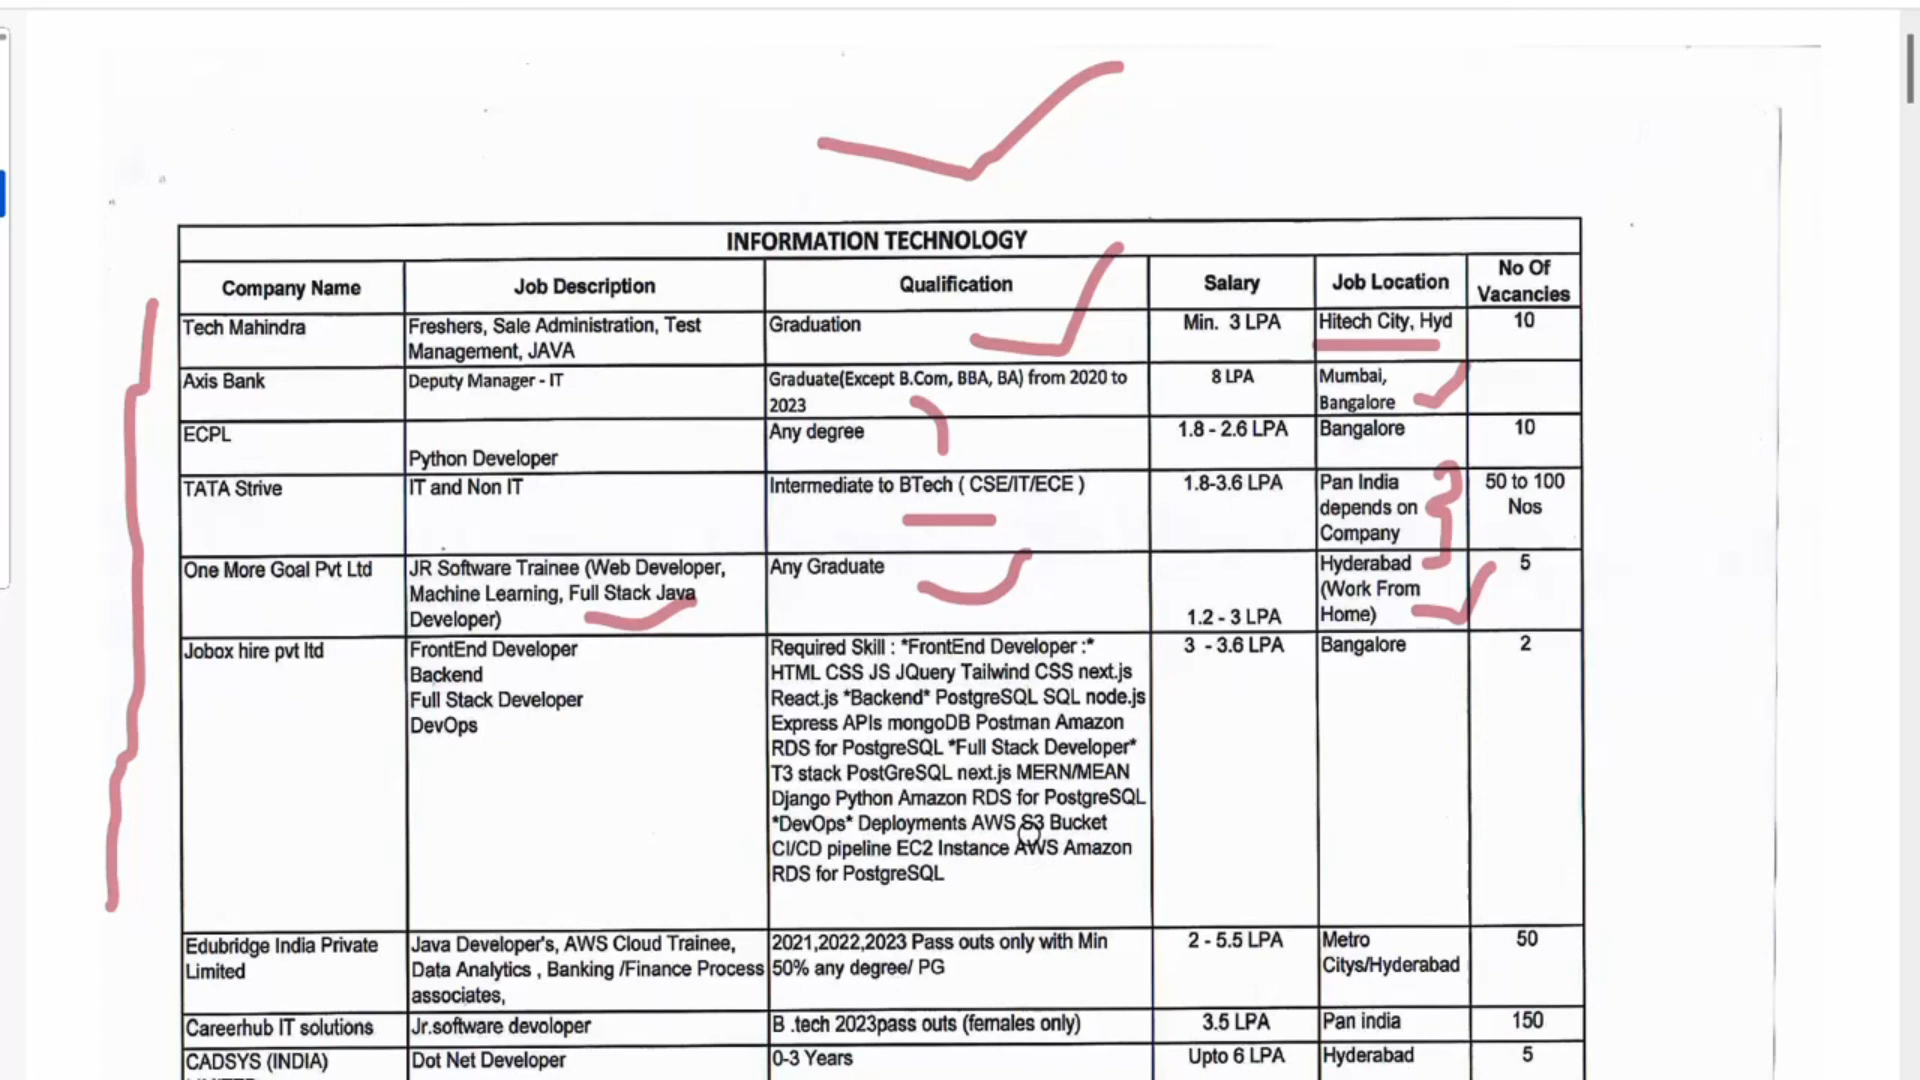 INFORMATION TECHNOLOGY
Company Name Job Description Qualification Salary Job Location No Of Vacancies
Tech Mahindra Freshers, Sale Administration, Test Management, JAVA Graduation Min. 3 LPA Hitech City, Hyd 10
Axis Bank Deputy Manager - IT Graduate(Except B.Com, BBA, BA) from 2020 to 2023 8 LPA Mumbai, Bangalore
ECPL Python Developer Any degree 1.8 - 2.6 LPA Bangalore 10
TATA Strive IT and Non IT Intermediate to BTech ( CSE/IT/ECE ) 1.8-3.6 LPA Pan India depends on Company 50 to 100 Nos
One More Goal Pvt Ltd JR Software Trainee (Web Developer, Machine Learning, Full Stack Java Developer) Any Graduate 1.2 - 3 LPA Hyderabad (Work From Home) 5
Jobox hire pvt ltd FrontEnd Developer Required Skill : *FrontEnd Developer :* 3 - 3.6 LPA Bangalore 2
Backend HTML CSS JS JQuery Tailwind CSS next.js
Full Stack Developer React.js *Backend* PostgreSQL SQL node.js
DevOps Express APIs mongoDB Postman Amazon
RDS for PostgreSQL *Full Stack Developer*
T3 stack PostGreSQL next.js MERN/MEAN
Django Python Amazon RDS for PostgreSQL
*DevOps* Deployments AWS S3 Bucket
CI/CD pipeline EC2 Instance AWS Amazon
RDS for PostgreSQL
Edubridge India Private Limited Java Developer's, AWS Cloud Trainee, Data Analytics , Banking /Finance Process associates, 2021,2022,2023 Pass outs only with Min 50% any degree/ PG 2 - 5.5 LPA Metro Citys/Hyderabad 50
Careerhub IT solutions Jr.software devoloper B .tech 2023pass outs (females only) 3.5 LPA Pan india 150
CADSYS (INDIA) Dot Net Developer 0-3 Years Upto 6 LPA Hyderabad 5